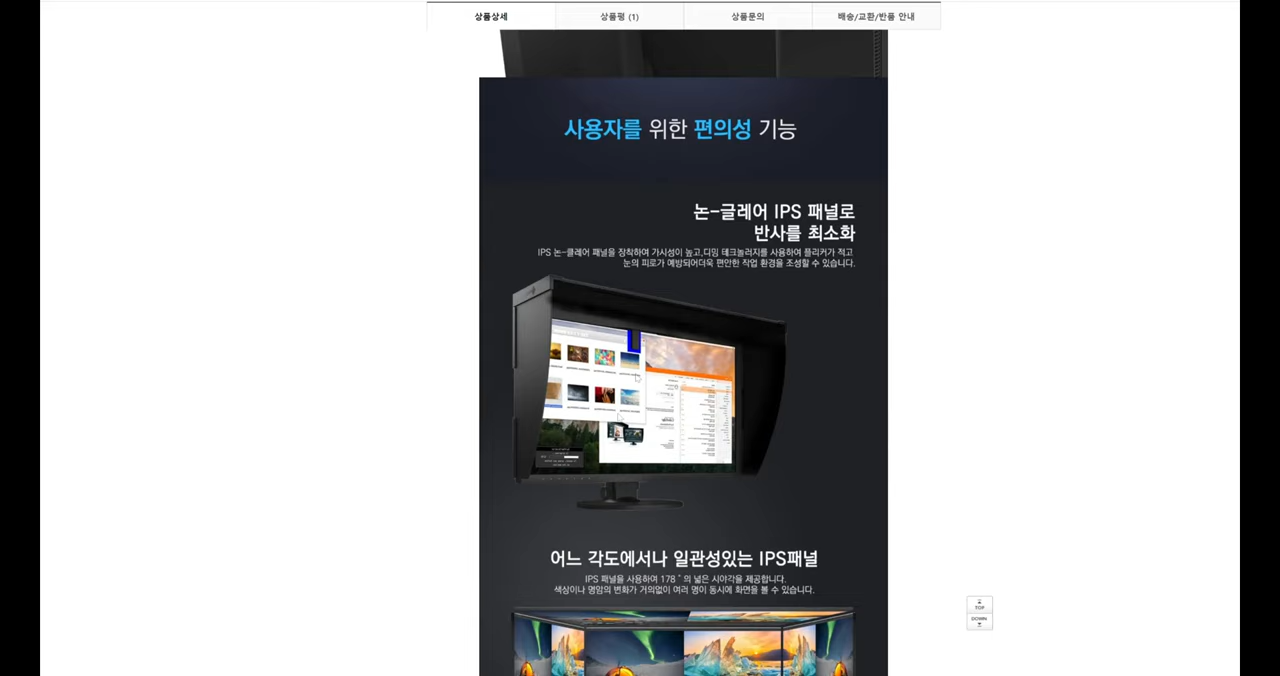 상품상세
상품평 (1)
상품문의
배송/교환/반품 안내
사용자를 위한 편의성 기능
논-글레어 IPS 패널로
반사를 최소화
IPS 논-클레어 패널을 장착하여 가시성이 높고,디밍 테크놀러지를 사용하여 플리커가 적고
눈의 피로가 예방되어더욱 편안한 작업 환경을 조성할 수 있습니다.
어느 각도에서나 일관성있는 IPS패널
IPS 패널을 사용하여 178 ˚ 의 넓은 시야각을 제공합니다.
색상이나 명암의 변화가 거의없이 여러 명이 동시에 화면을 볼 수 있습니다.
TOP
DOWN